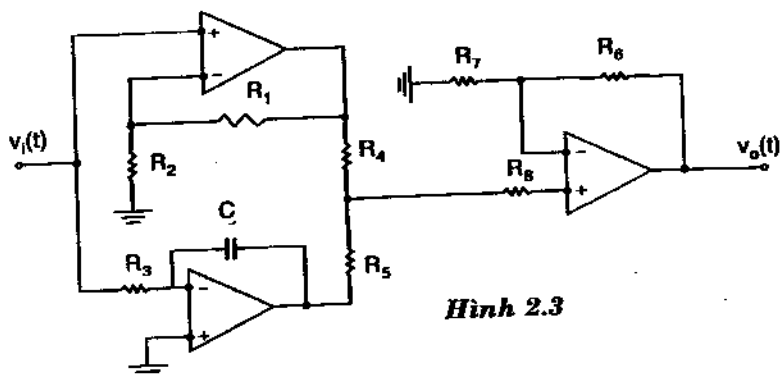 R₇
R₆
+
−
R₁
vᵢ(t)
R₂
R₄
−
+
vₒ(t)
R₈
C
R₃
R₅
−
+
Hình 2.3